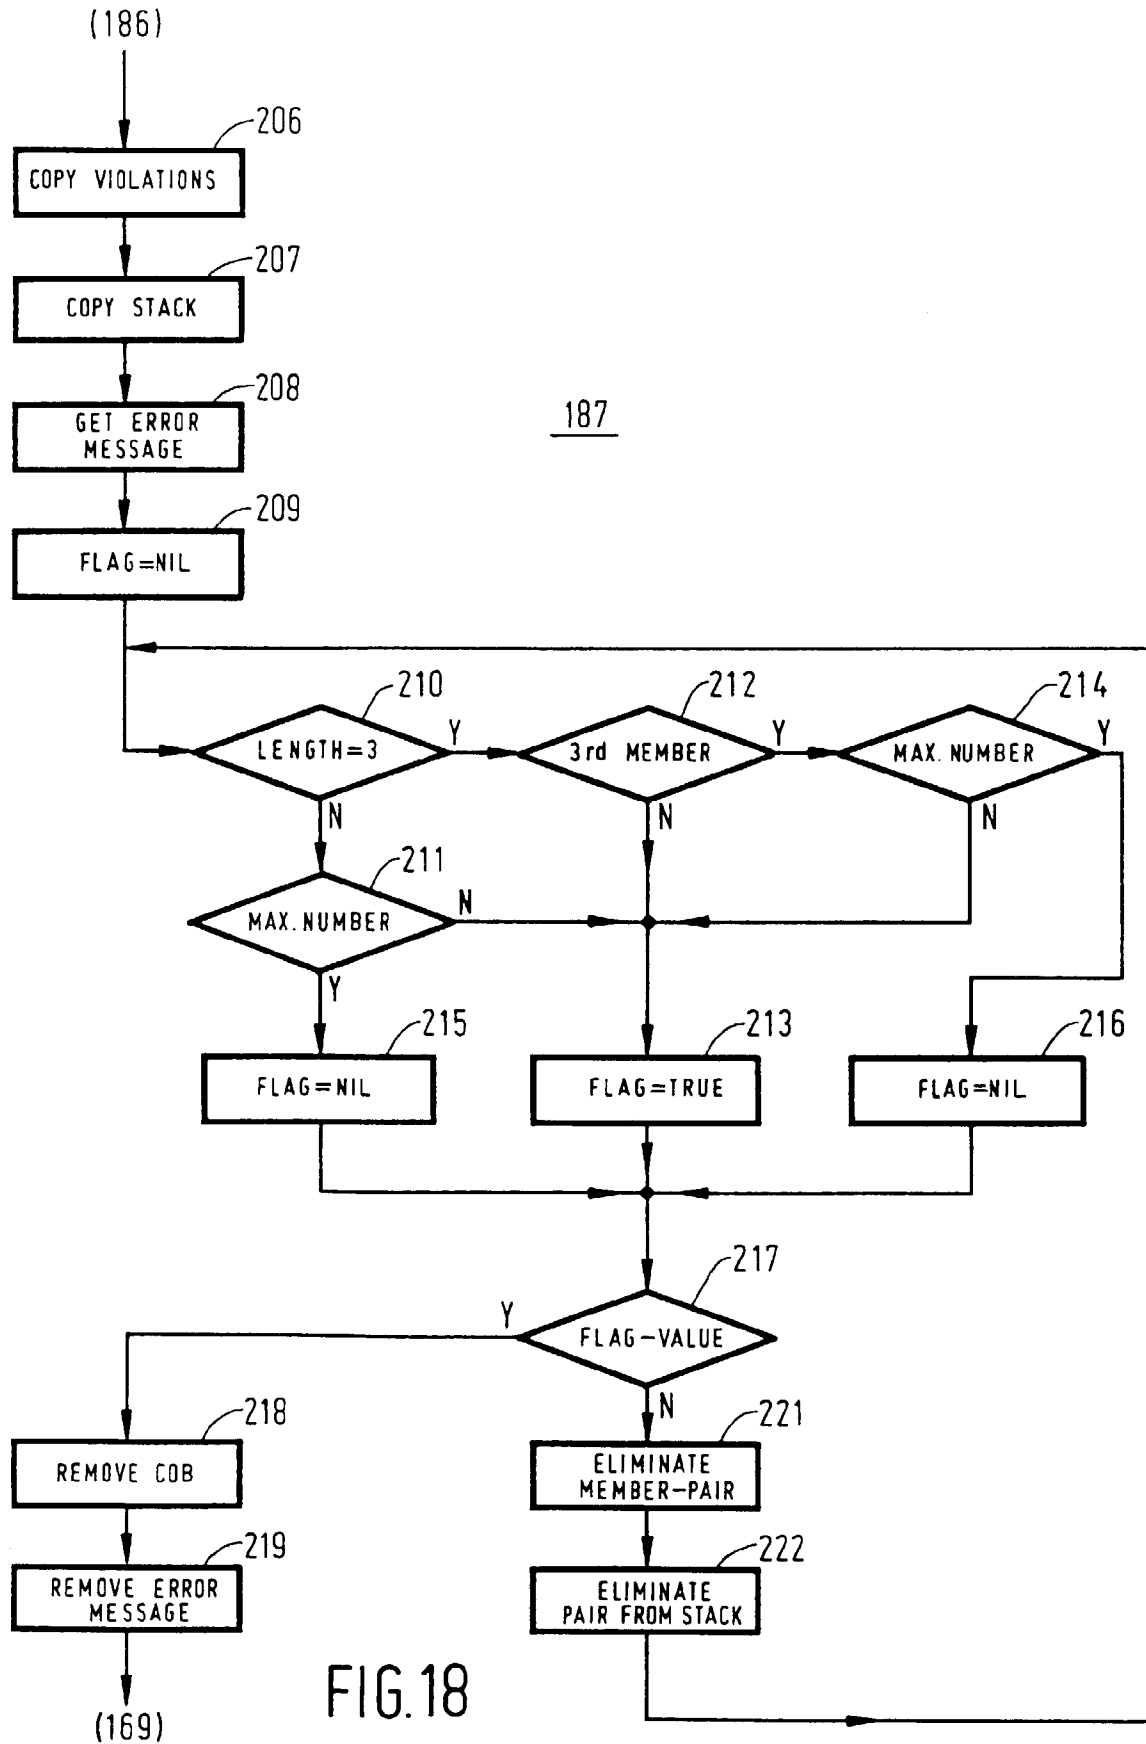 (186)
206
COPY VIOLATIONS
207
COPY STACK
208
GET ERROR
MESSAGE
187
209
FLAG=NIL
210
LENGTH=3
Y
N
212
3rd MEMBER
Y
N
214
MAX. NUMBER
Y
N
211
MAX. NUMBER
N
Y
215
FLAG=NIL
213
FLAG=TRUE
216
FLAG=NIL
217
FLAG-VALUE
Y
N
218
REMOVE COB
221
ELIMINATE
MEMBER-PAIR
219
REMOVE ERROR
MESSAGE
222
ELIMINATE
PAIR FROM STACK
(169)
FIG.18